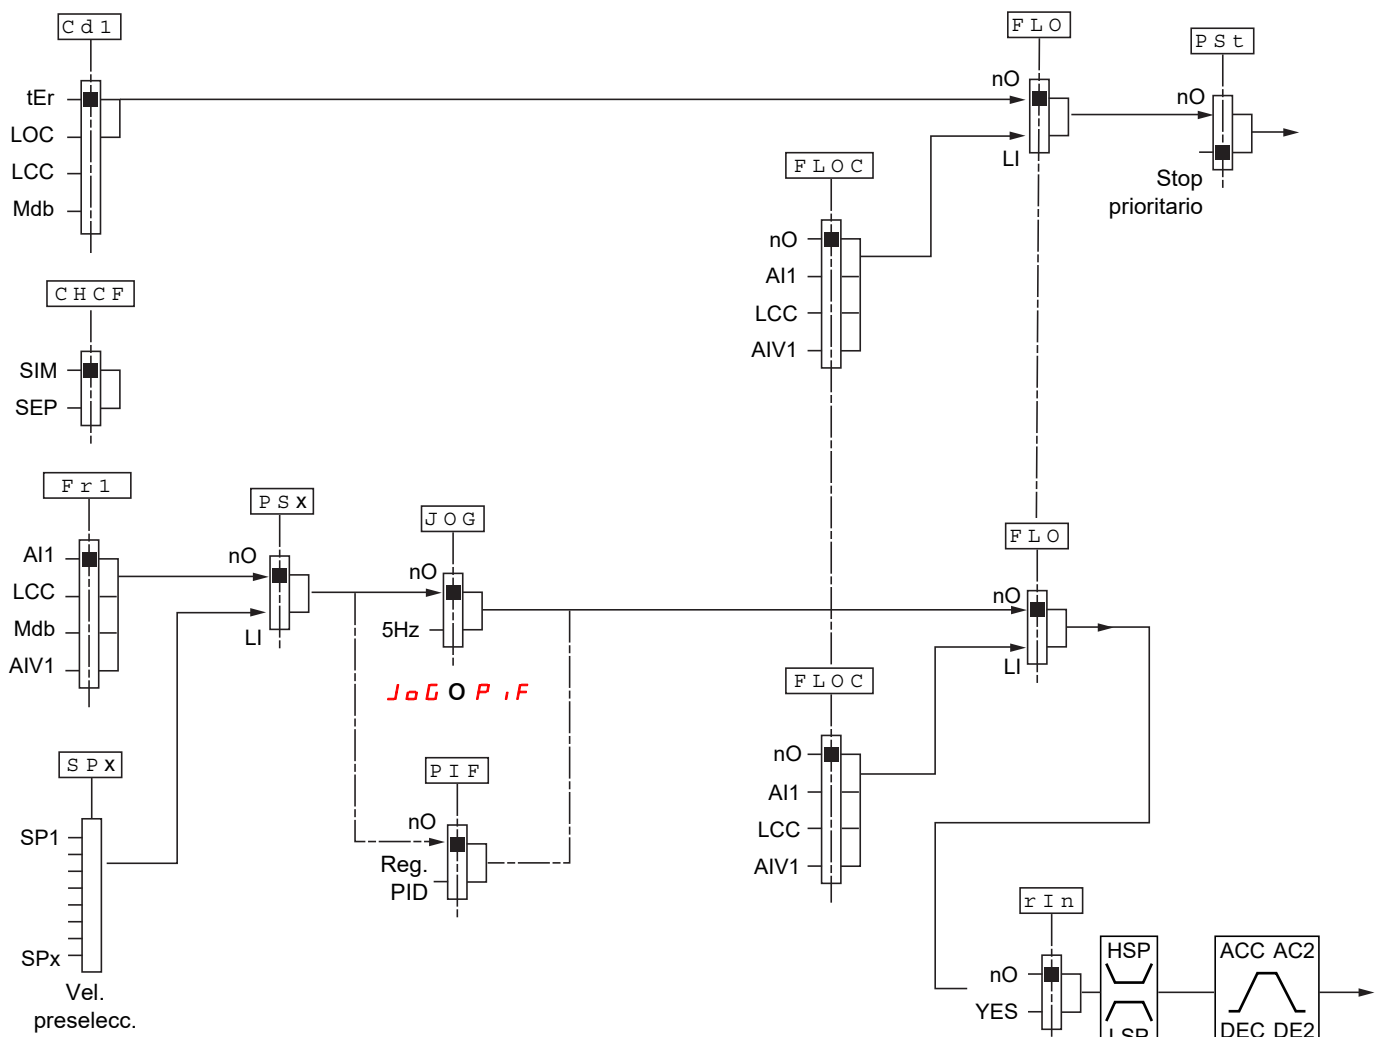 Cd1
tEr
LOC
LCC
Mdb
FLO
nO
LI
PSt
nO
Stop
prioritario
FLOC
nO
AI1
LCC
AIV1
CHCF
SIM
SEP
Fr1
AI1
LCC
Mdb
AIV1
PSx
nO
LI
JOG
nO
5Hz
JoG O PiF
FLO
nO
LI
SPx
SP1
SPx
Vel.
preselecc.
PIF
nO
Reg.
PID
FLOC
nO
AI1
LCC
AIV1
rIn
nO
YES
HSP
LSP
ACC AC2
DEC DE2